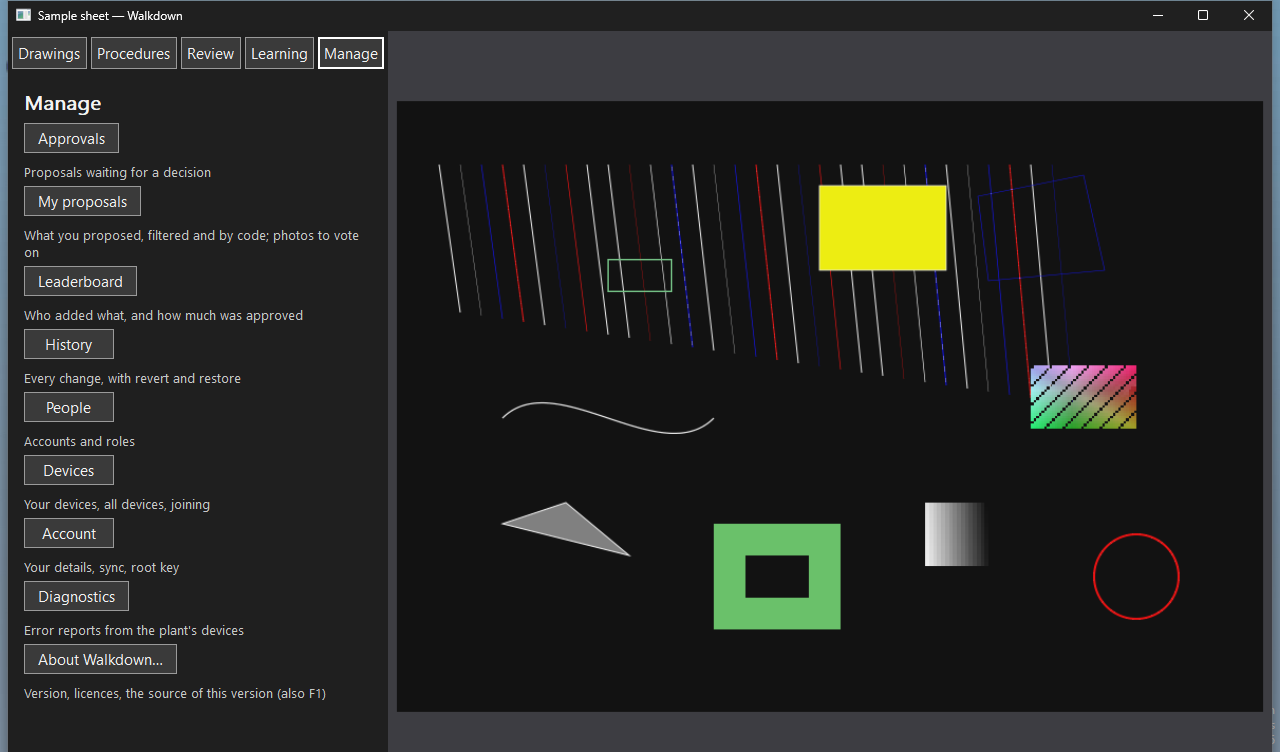 Sample sheet — Walkdown
Drawings Procedures Review Learning Manage
Manage
Approvals
Proposals waiting for a decision
My proposals
What you proposed, filtered and by code; photos to vote
on
Leaderboard
Who added what, and how much was approved
History
Every change, with revert and restore
People
Accounts and roles
Devices
Your devices, all devices, joining
Account
Your details, sync, root key
Diagnostics
Error reports from the plant's devices
About Walkdown...
Version, licences, the source of this version (also F1)